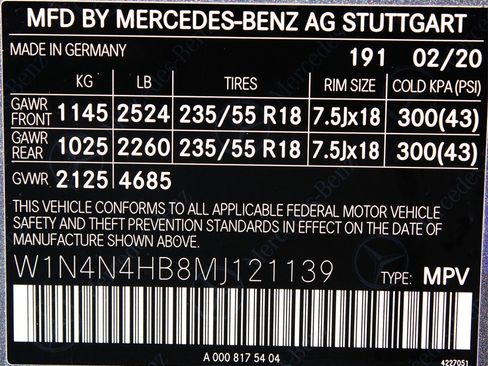 MFD BY MERCEDES-BENZ AG STUTTGART
MADE IN GERMANY 191 02/20
KG LB TIRES RIM SIZE COLD KPA (PSI)
GAWR FRONT 1145 2524 235/55 R18 7.5Jx18 300(43)
GAWR REAR 1025 2260 235/55 R18 7.5Jx18 300(43)
GVWR 2125 4685
THIS VEHICLE CONFORMS TO ALL APPLICABLE FEDERAL MOTOR VEHICLE
SAFETY AND THEFT PREVENTION STANDARDS IN EFFECT ON THE DATE
OF MANUFACTURE SHOWN ABOVE.
W1N4N4HB8MJ121139 TYPE: MPV
A 000 817 54 04
4227051